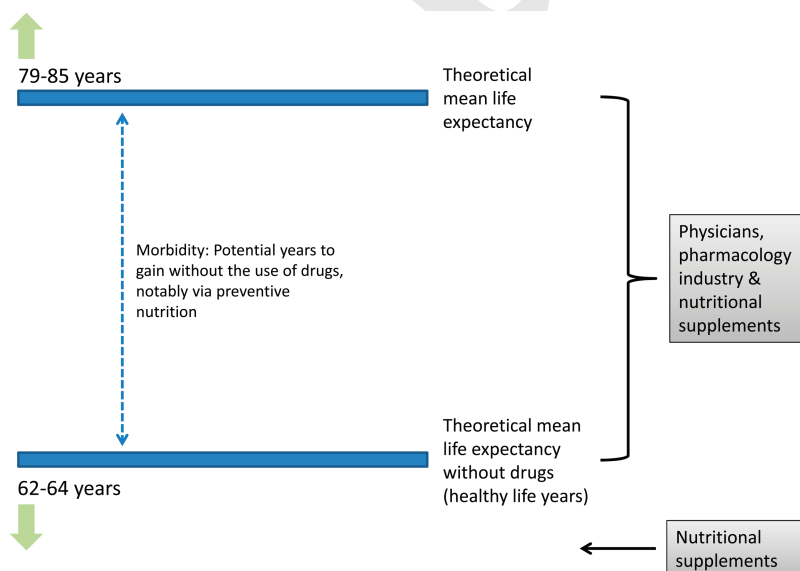 79-85 years
Theoretical
mean life
expectancy
Morbidity: Potential years to
gain without the use of drugs,
notably via preventive
nutrition
Physicians,
pharmacology
industry &
nutritional
supplements
Theoretical mean
life expectancy
without drugs
(healthy life years)
62-64 years
Nutritional
supplements